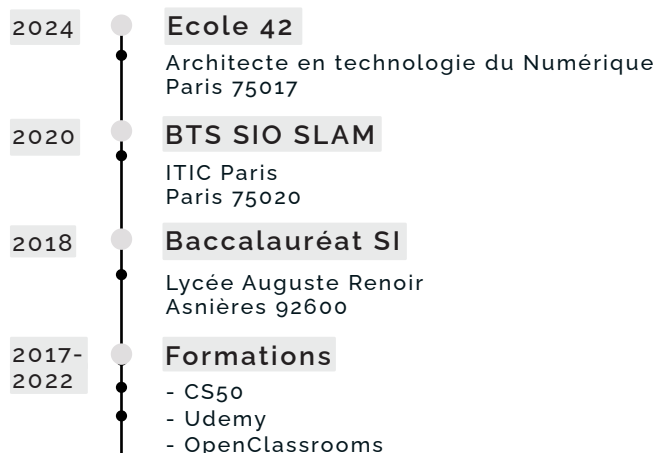 2024
Ecole 42
Architecte en technologie du Numérique
Paris 75017
2020
BTS SIO SLAM
ITIC Paris
Paris 75020
2018
Baccalauréat SI
Lycée Auguste Renoir
Asnières 92600
2017-
2022
Formations
- CS50
- Udemy
- OpenClassrooms